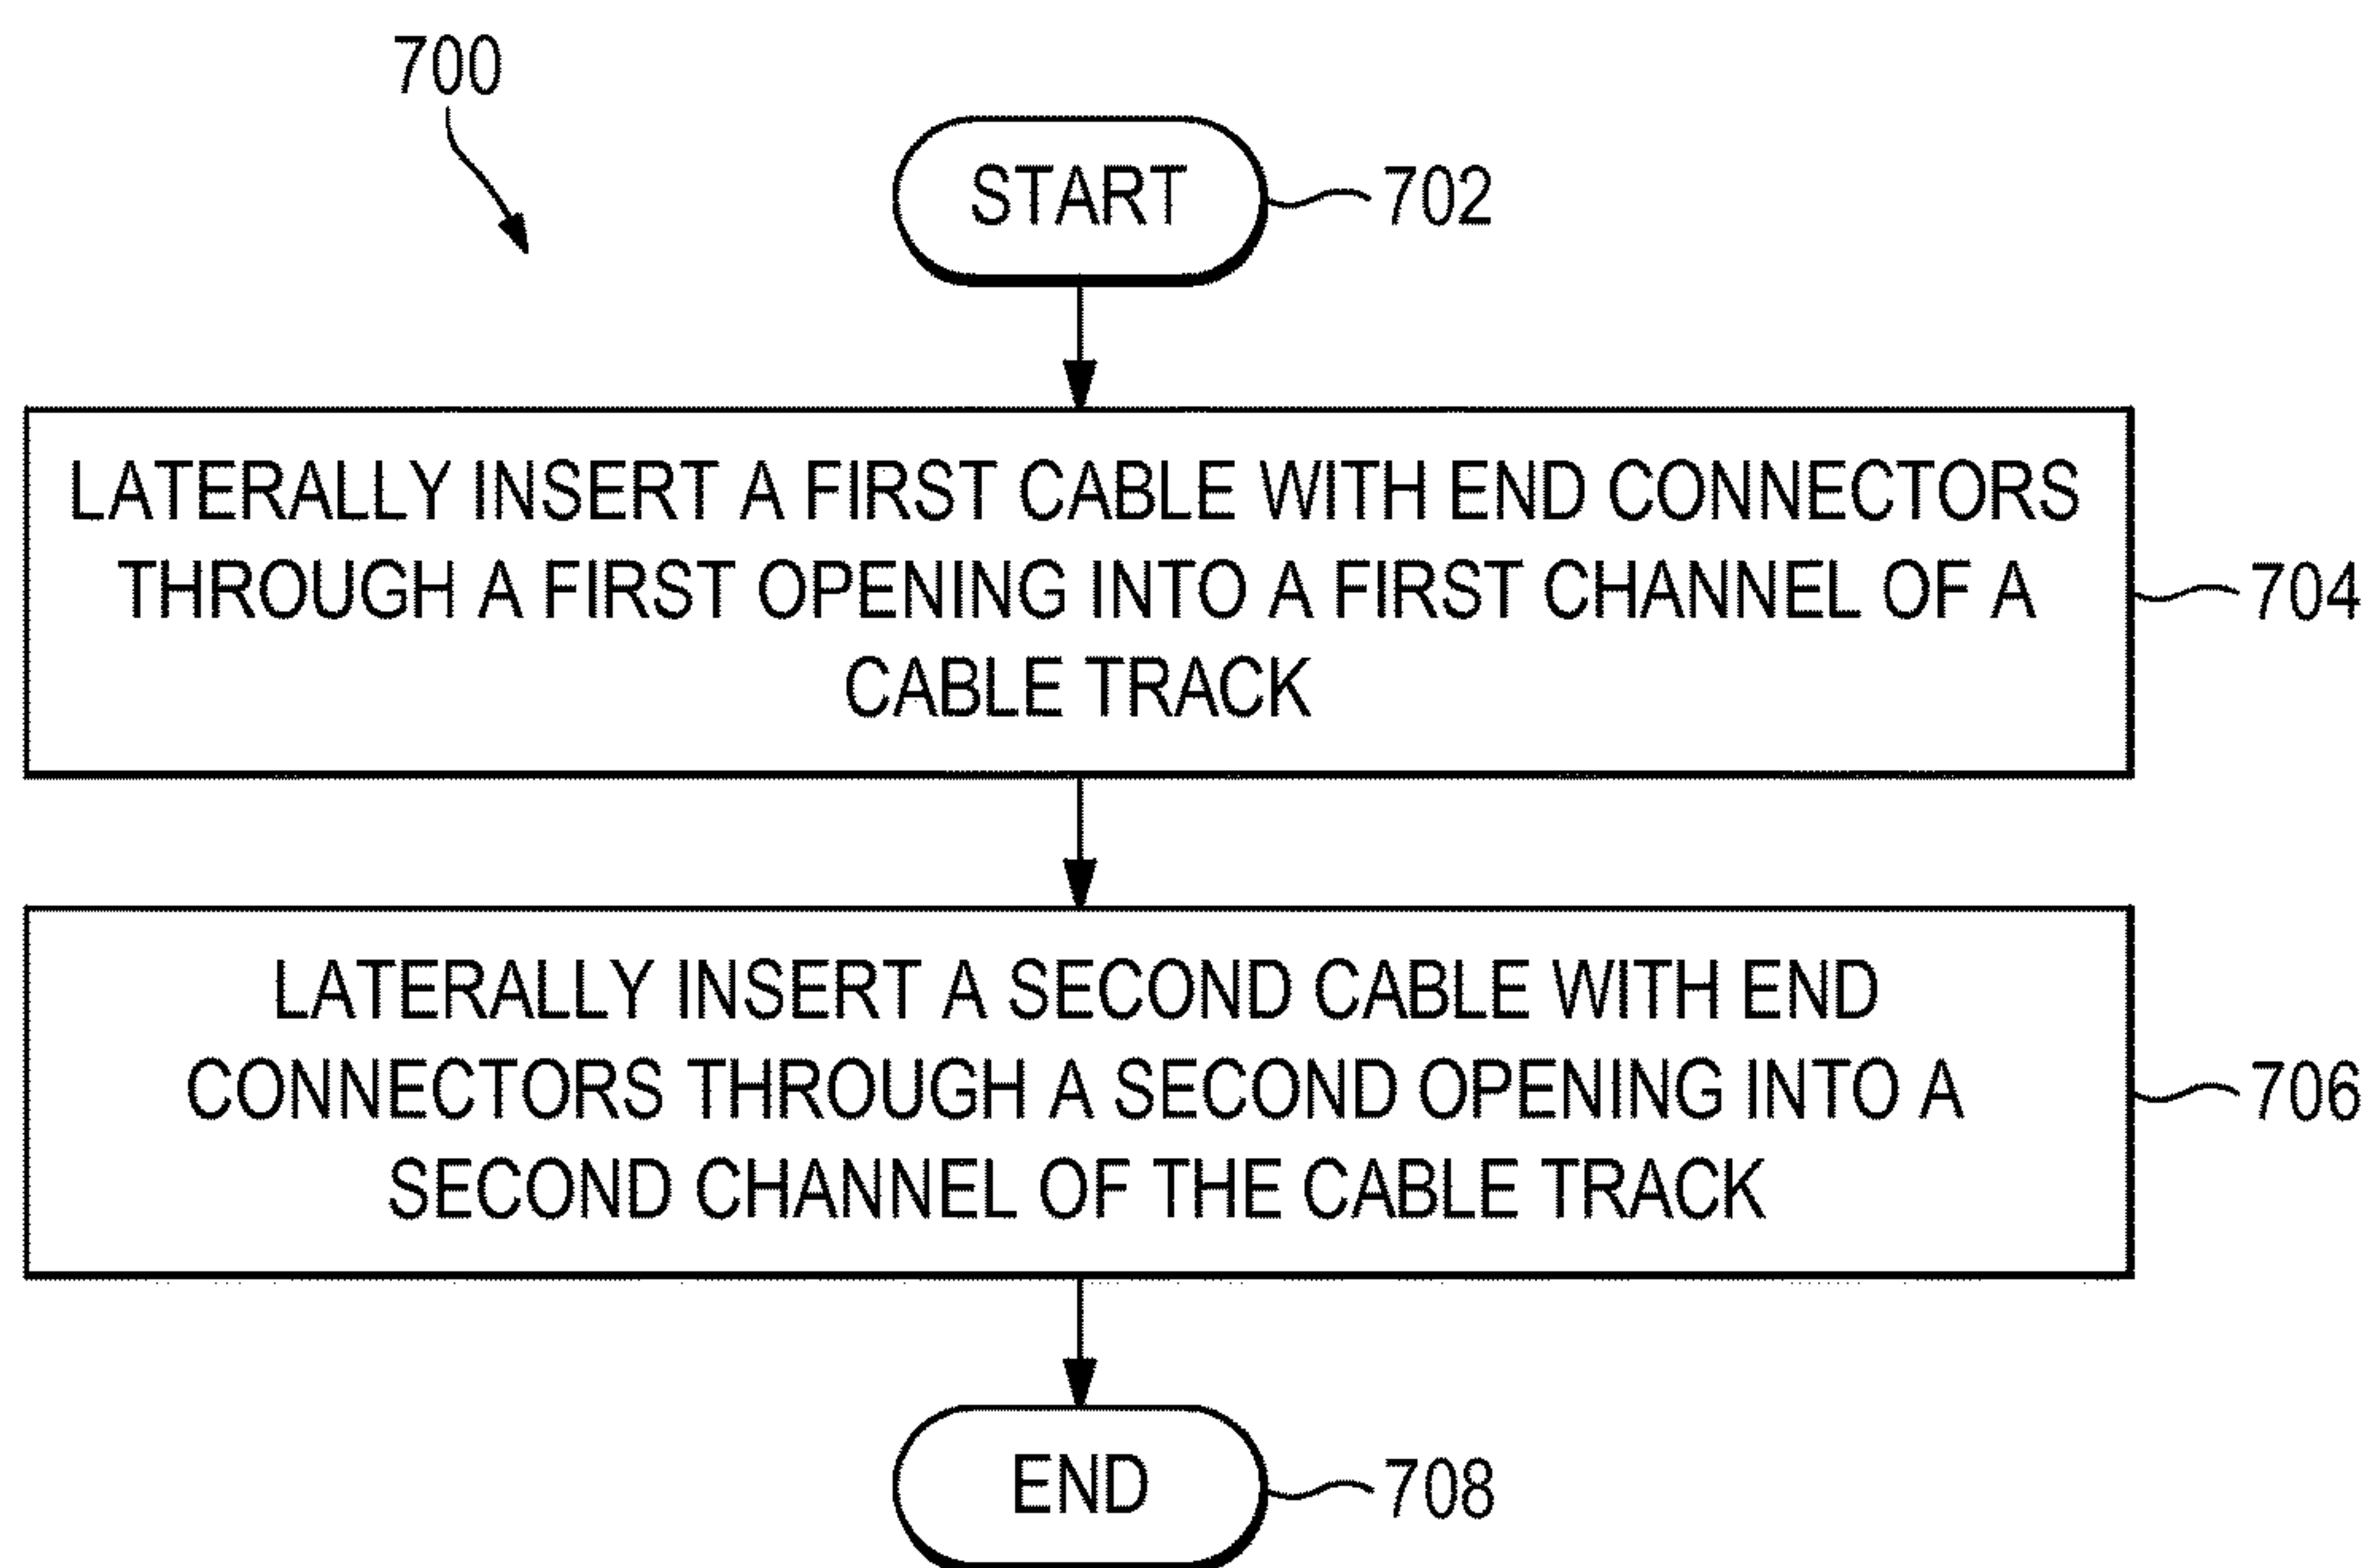 700
START
702
LATERALLY INSERT A FIRST CABLE WITH END CONNECTORS
THROUGH A FIRST OPENING INTO A FIRST CHANNEL OF A
CABLE TRACK
704
LATERALLY INSERT A SECOND CABLE WITH END
CONNECTORS THROUGH A SECOND OPENING INTO A
SECOND CHANNEL OF THE CABLE TRACK
706
END
708